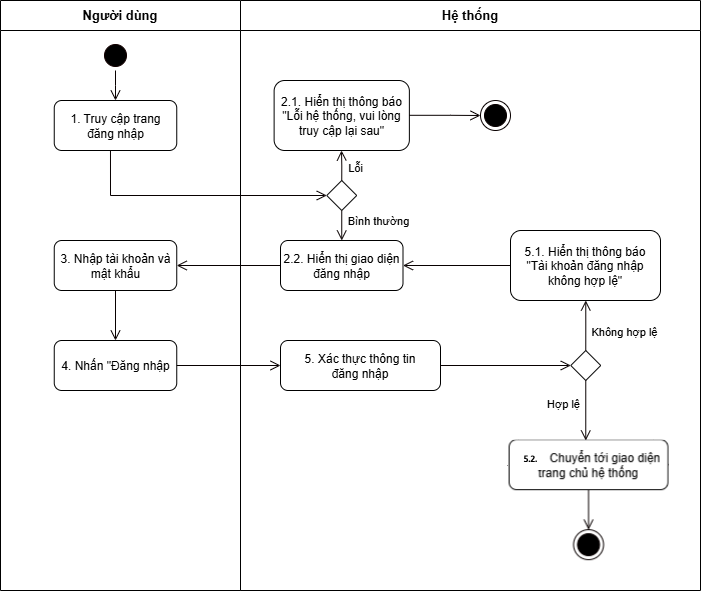 Người dùng
Hệ thống
1. Truy cập trang
đăng nhập
2.1. Hiển thị thông báo
"Lỗi hệ thống, vui lòng
truy cập lại sau"
Lỗi
Bình thường
2.2. Hiển thị giao diện
đăng nhập
3. Nhập tài khoản và
mật khẩu
5.1. Hiển thị thông báo
"Tài khoản đăng nhập
không hợp lệ"
Không hợp lệ
4. Nhấn "Đăng nhập
5. Xác thực thông tin
đăng nhập
Hợp lệ
5.2. Chuyển tới giao diện
trang chủ hệ thống